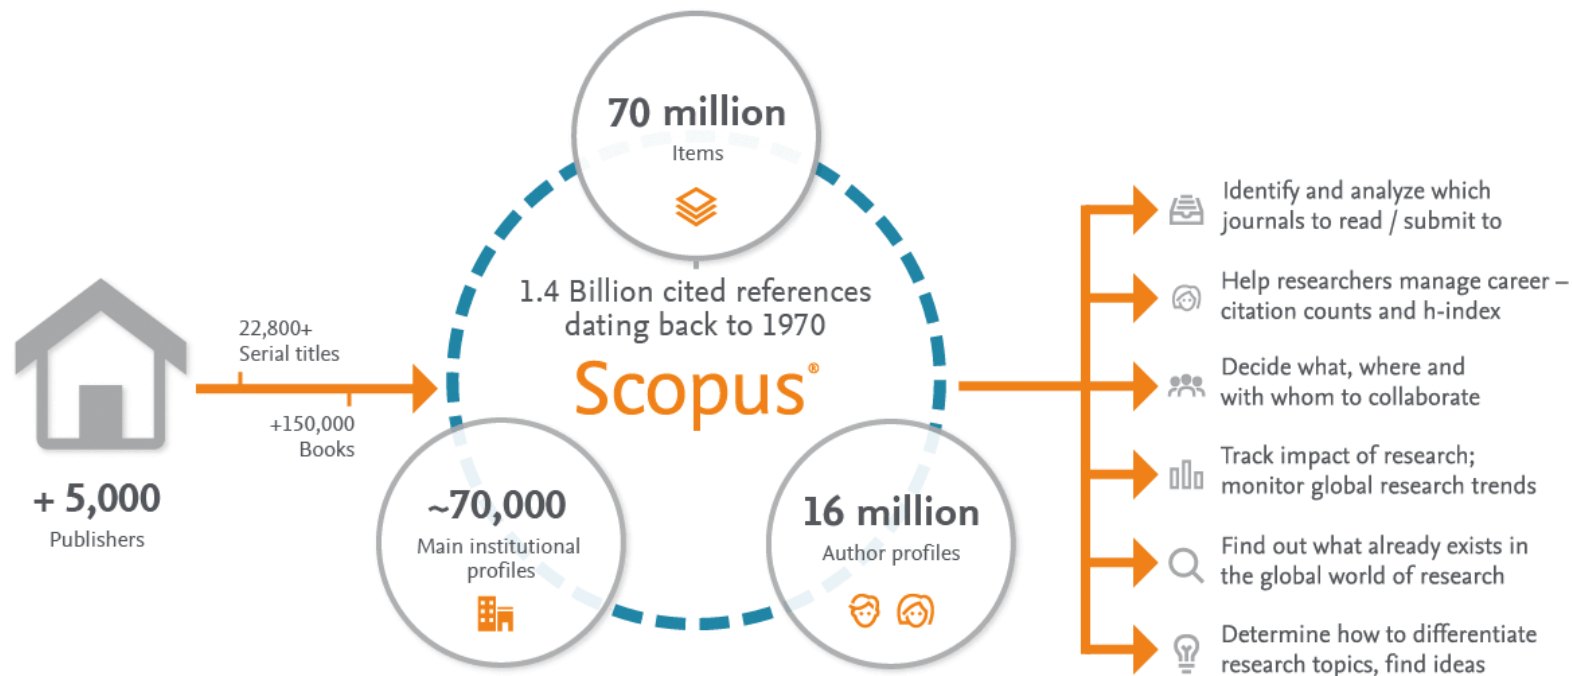 70 million
Items
1.4 Billion cited references
dating back to 1970
Scopus®
22,800+
Serial titles
+150,000
Books
+ 5,000
Publishers
~70,000
Main institutional
profiles
16 million
Author profiles
Identify and analyze which
journals to read / submit to
Help researchers manage career –
citation counts and h-index
Decide what, where and
with whom to collaborate
Track impact of research;
monitor global research trends
Find out what already exists in
the global world of research
Determine how to differentiate
research topics, find ideas